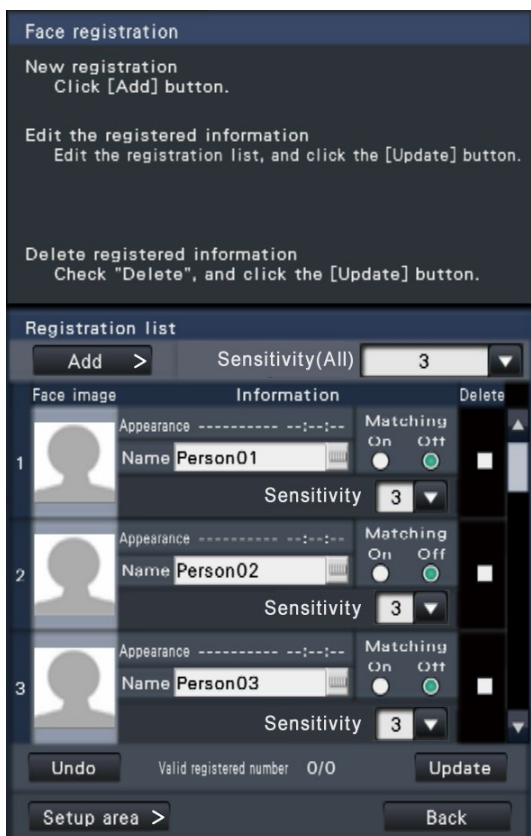 Face registration
New registration
Click [Add] button.
Edit the registered information
Edit the registration list, and click the [Update] button.
Delete registered information
Check "Delete", and click the [Update] button.
Registration list
Add > Sensitivity(All) 3
Face image Information Delete
Appearance ---------- --:--:-- Matching
On Off
1 Name Person01
Sensitivity 3
Appearance ---------- --:--:-- Matching
On Off
2 Name Person02
Sensitivity 3
Appearance ---------- --:--:-- Matching
On Off
3 Name Person03
Sensitivity 3
Undo Valid registered number 0/0 Update
Setup area > Back